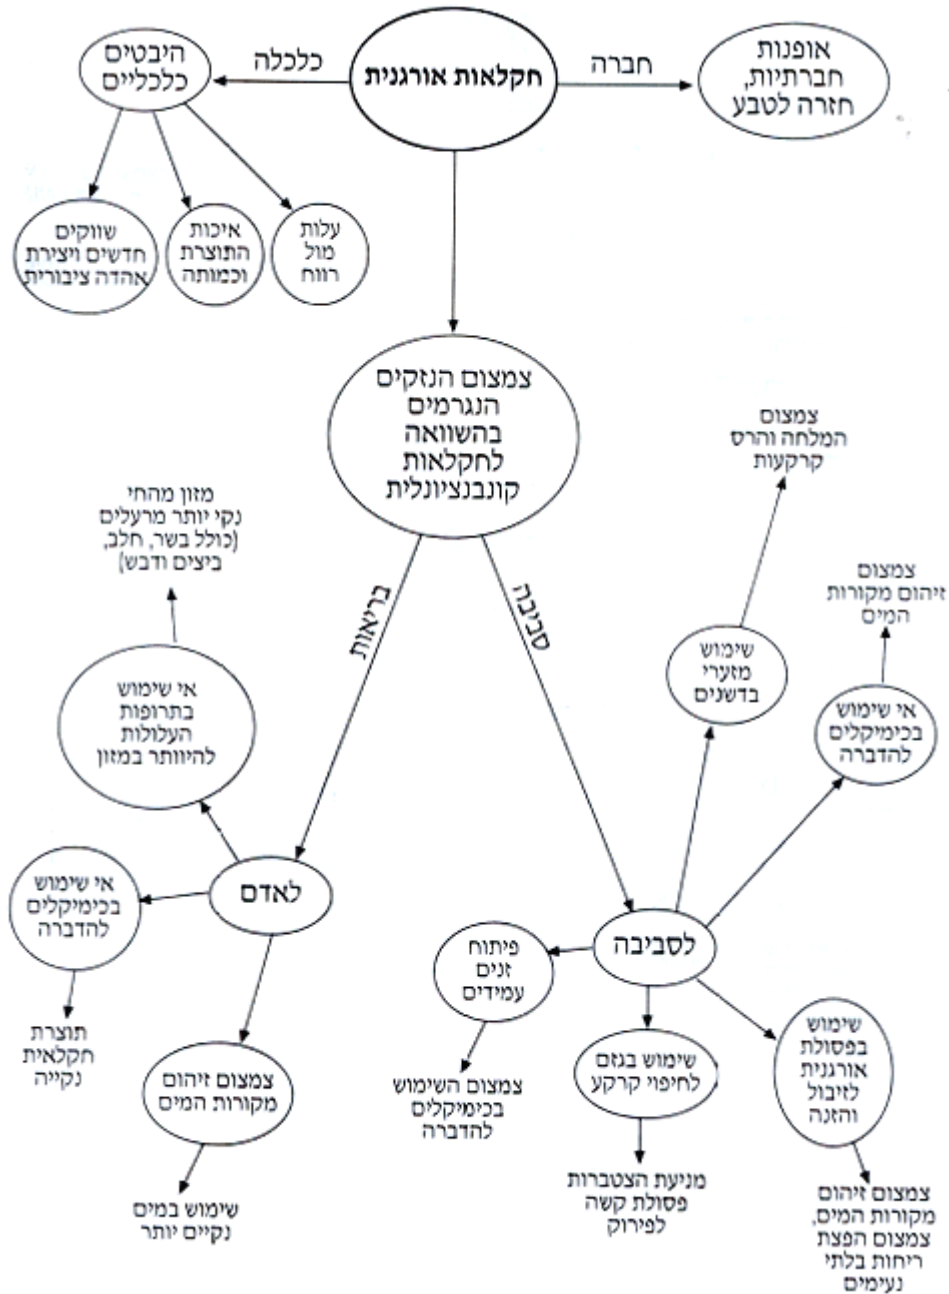 חקלאות אורגנית
חברה
אופנות
חברתיות,
חזרה לטבע
כלכלה
היבטים
כלכליים
עלות
מול
רווח
איכות
התוצרת
וכמותה
שווקים
חדשים ויצירת
אהדה ציבורית
צמצום הנזקים
הנגרמים
בהשוואה
לחקלאות
קונבנציונלית
סביבה
בריאות
לסביבה
אי שימוש
בכימיקלים
להדברה
צמצום
זיהום מקורות
המים
שימוש
מזערי
בדשנים
צמצום
המלחה והרס
קרקעות
שימוש
בפסולת
אורגנית
לזיבול
והזנה
צמצום זיהום
מקורות המים,
צמצום הפצת
ריחות בלתי
נעימים
שימוש בגזם
לחיפוי קרקע
מניעת הצטברות
פסולת קשה
לפירוק
פיתוח
זנים
עמידים
צמצום השימוש
בכימיקלים
להדברה
לאדם
אי שימוש
בתרופות
העלולות
להיוותר במזון
מזון מהחי
נקי יותר מרעלים
(כולל בשר, חלב,
ביצים ודבש)
אי שימוש
בכימיקלים
להדברה
תוצרת
חקלאית
נקייה
צמצום זיהום
מקורות המים
שימוש במים
נקיים יותר